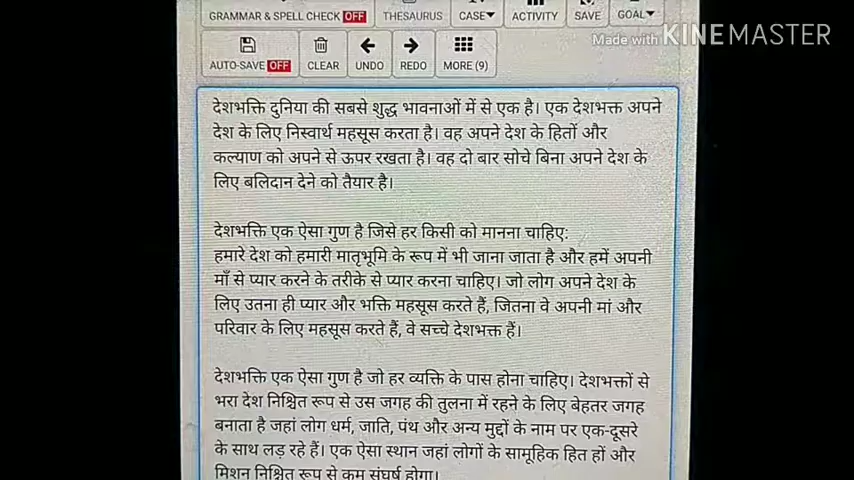 GRAMMAR & SPELL CHECK OFF THESAURUS CASE▼ ACTIVITY SAVE GOAL▼
Made with KINEMASTER
AUTO-SAVE OFF CLEAR UNDO REDO MORE (9)
देशभक्ति दुनिया की सबसे शुद्ध भावनाओं में से एक है। एक देशभक्त अपने
देश के लिए निस्वार्थ महसूस करता है। वह अपने देश के हितों और
कल्याण को अपने से ऊपर रखता है। वह दो बार सोचे बिना अपने देश के
लिए बलिदान देने को तैयार है।
देशभक्ति एक ऐसा गुण है जिसे हर किसी को मानना चाहिए:
हमारे देश को हमारी मातृभूमि के रूप में भी जाना जाता है और हमें अपनी
माँ से प्यार करने के तरीके से प्यार करना चाहिए। जो लोग अपने देश के
लिए उतना ही प्यार और भक्ति महसूस करते हैं, जितना वे अपनी मां और
परिवार के लिए महसूस करते हैं, वे सच्चे देशभक्त हैं।
देशभक्ति एक ऐसा गुण है जो हर व्यक्ति के पास होना चाहिए। देशभक्तों से
भरा देश निश्चित रूप से उस जगह की तुलना में रहने के लिए बेहतर जगह
बनाता है जहां लोग धर्म, जाति, पंथ और अन्य मुद्दों के नाम पर एक-दूसरे
के साथ लड़ रहे हैं। एक ऐसा स्थान जहां लोगों के सामूहिक हित हों और
मिशन निश्चित रूप से कम संघर्ष होगा।